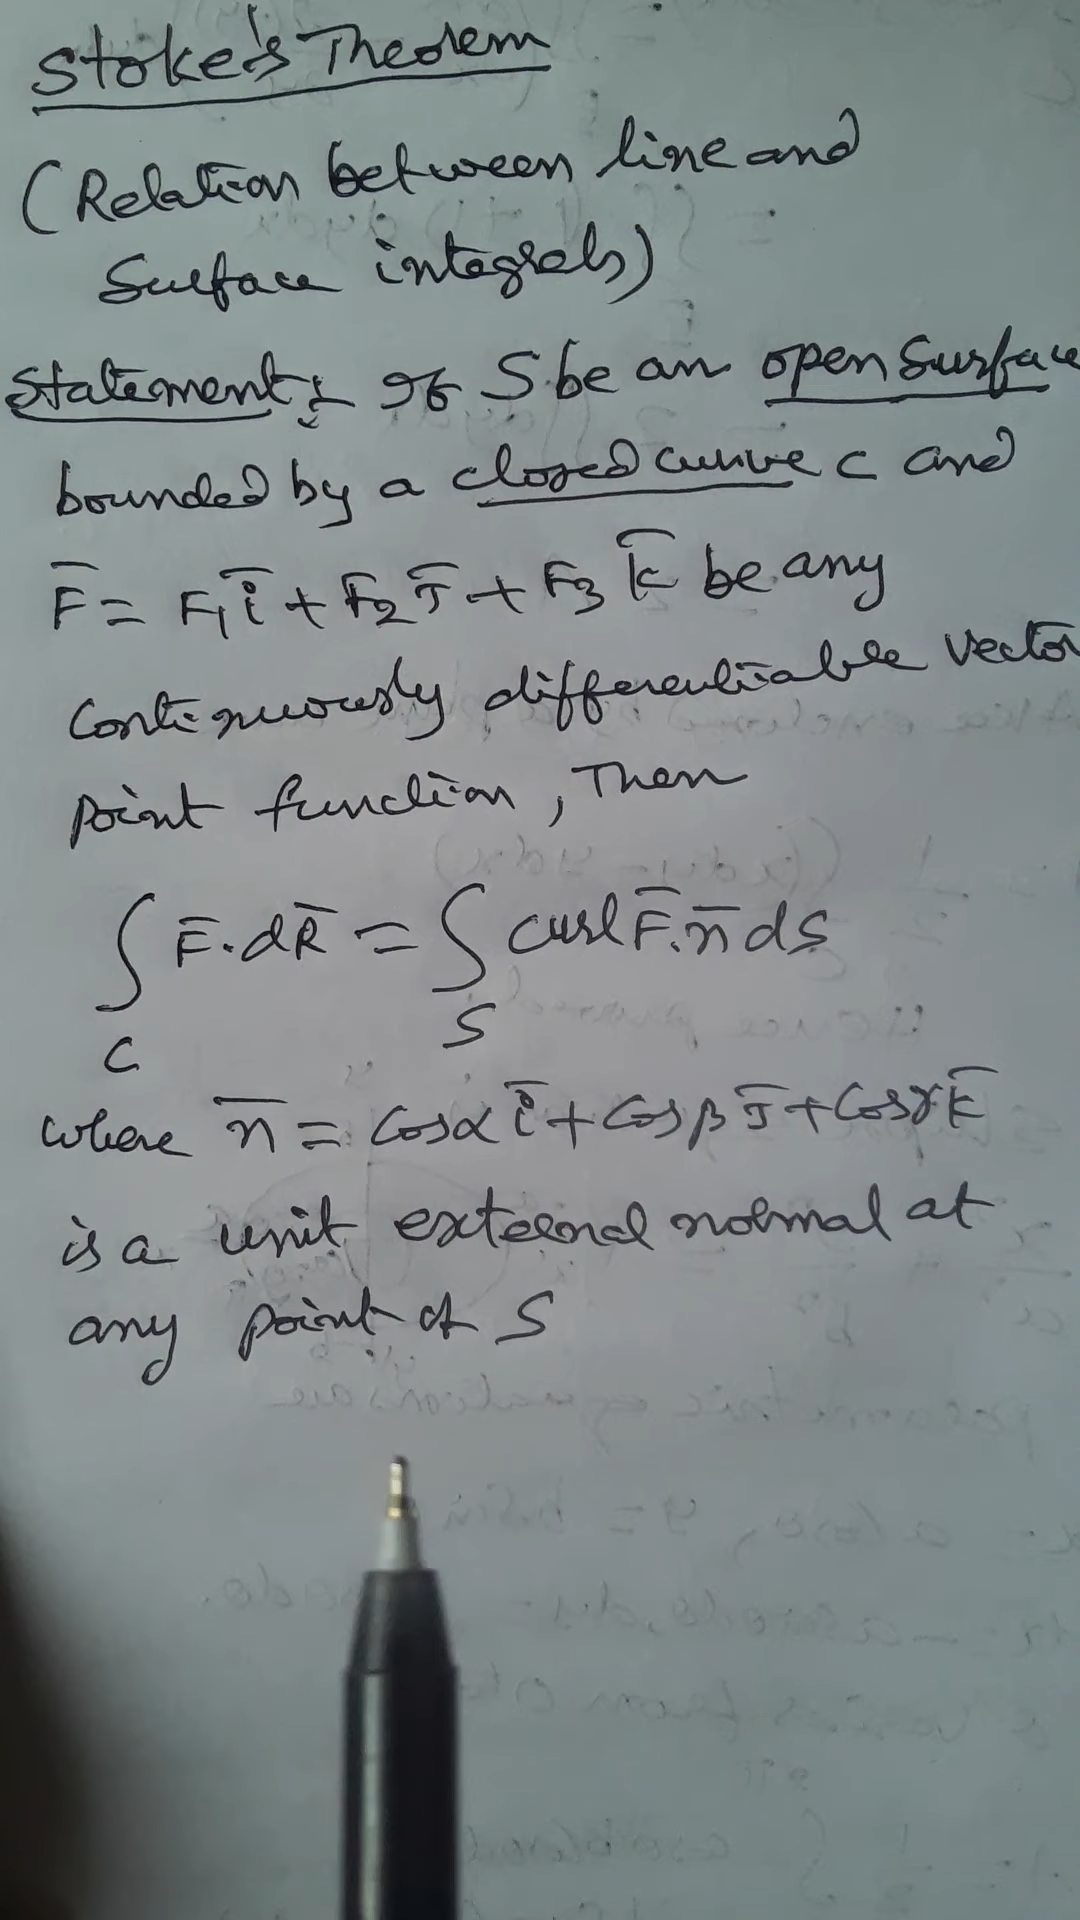 Stoke's Theorem
(Relation between line and
Surface integrals)
Statement:- If S be an open Surface
bounded by a closed curve c and
F̅ = F₁i̅ + F₂J̅ + F₃k̅ be any
continuously differentiable vector
point function, Then
∫ F̅.dR̅ = ∫ curl F̅.n̅ ds
C S
where n̅ = Cosα i̅ + Cosβ J̅ + Cosγ k̅
is a unit external normal at
any point of S